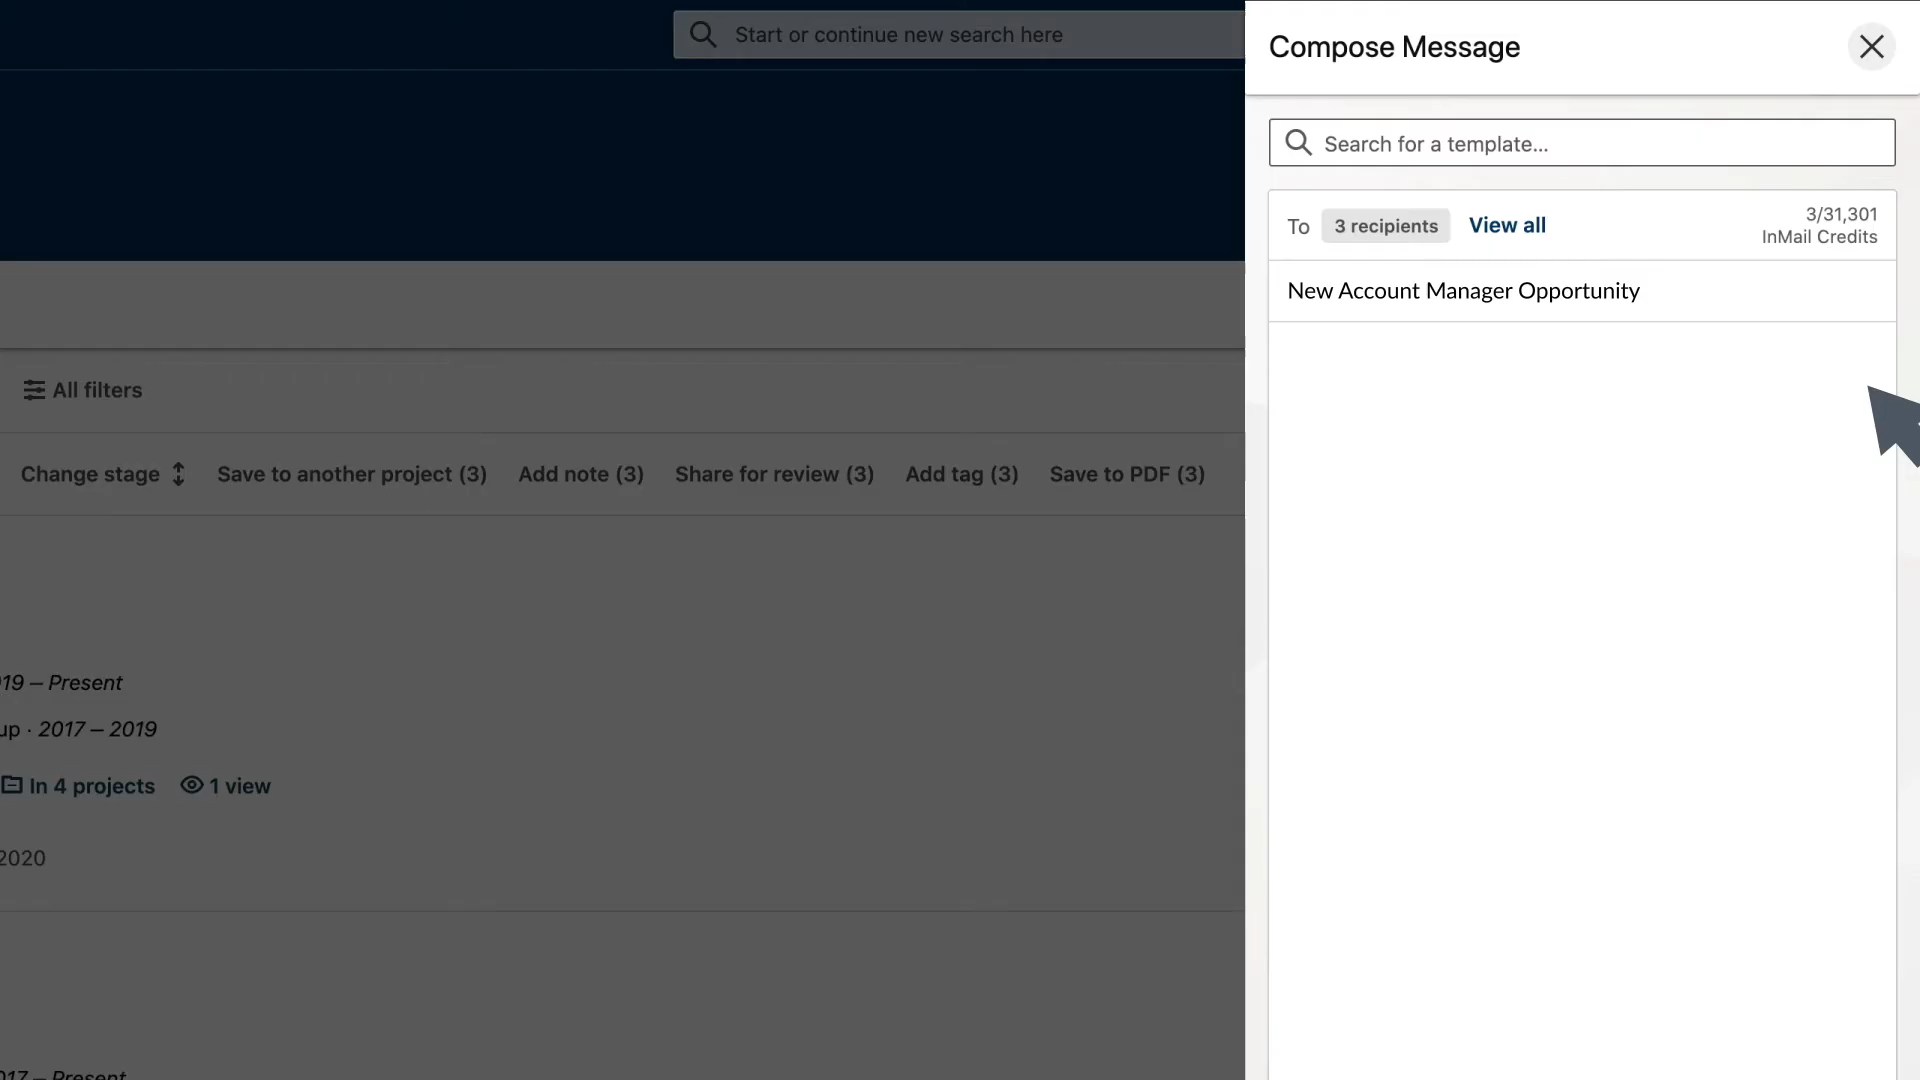 Start or continue new search here
Compose Message
Search for a template...
To 3 recipients View all
3/31,301
InMail Credits
New Account Manager Opportunity
All filters
Change stage Save to another project (3) Add note (3) Share for review (3) Add tag (3) Save to PDF (3)
19 – Present
up · 2017 – 2019
In 4 projects 1 view
2020
017 – Present